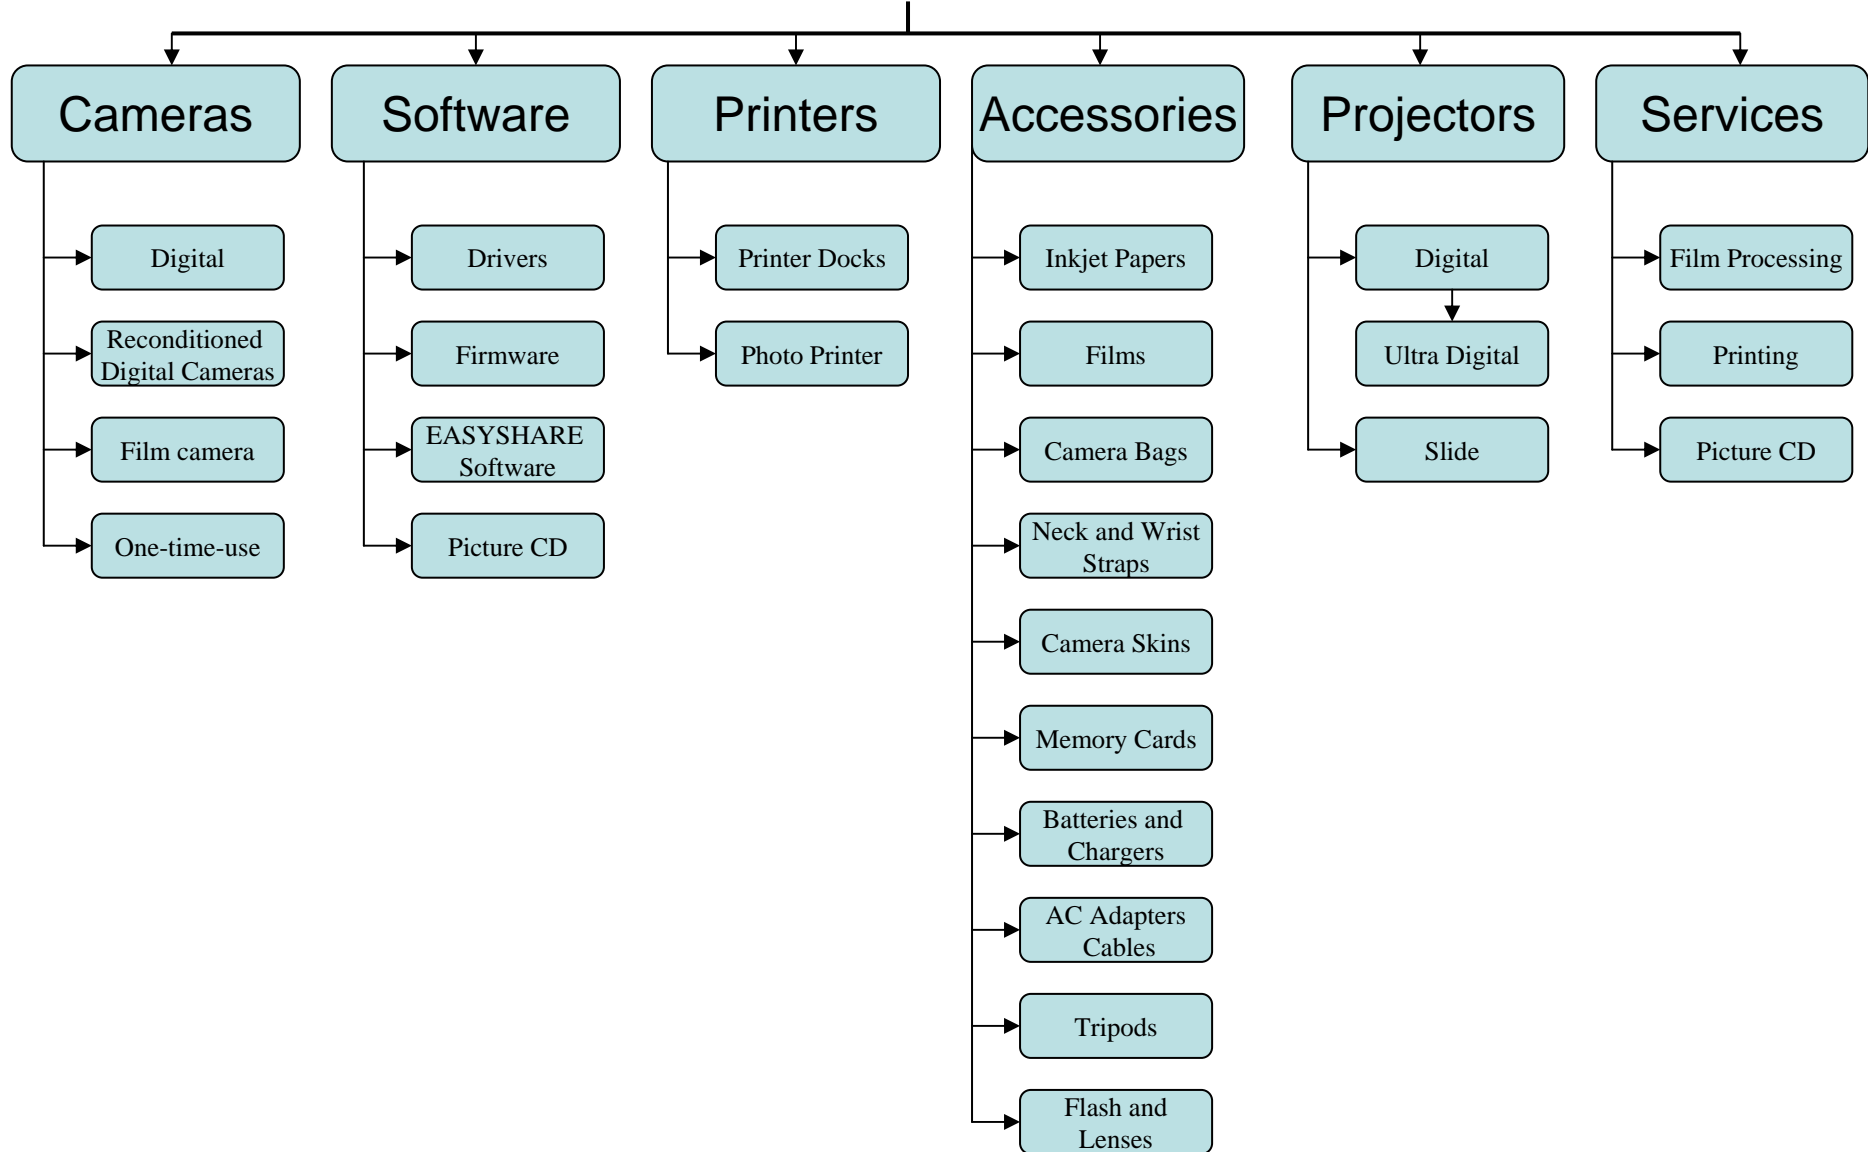 Cameras
Software
Printers
Accessories
Projectors
Services
Digital
Reconditioned
Digital Cameras
Film camera
One-time-use
Drivers
Firmware
EASYSHARE
Software
Picture CD
Printer Docks
Photo Printer
Inkjet Papers
Films
Camera Bags
Neck and Wrist
Straps
Camera Skins
Memory Cards
Batteries and
Chargers
AC Adapters
Cables
Tripods
Flash and
Lenses
Digital
Ultra Digital
Slide
Film Processing
Printing
Picture CD